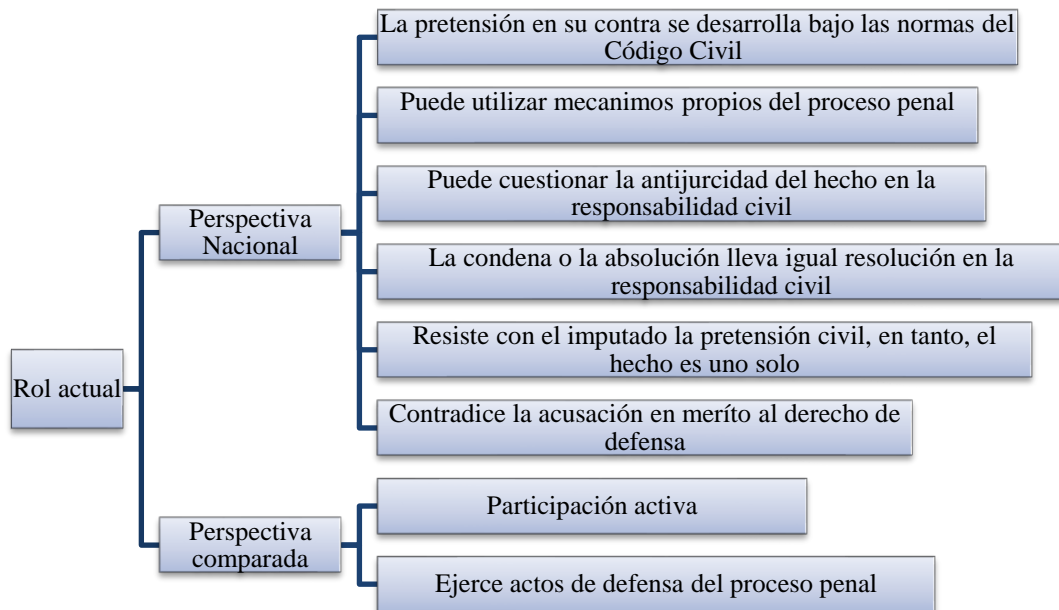 Rol actual
Perspectiva
Nacional
La pretensión en su contra se desarrolla bajo las normas del
Código Civil
Puede utilizar mecanimos propios del proceso penal
Puede cuestionar la antijurcidad del hecho en la
responsabilidad civil
La condena o la absolución lleva igual resolución en la
responsabilidad civil
Resiste con el imputado la pretensión civil, en tanto, el
hecho es uno solo
Contradice la acusación en meríto al derecho de
defensa
Perspectiva
comparada
Participación activa
Ejerce actos de defensa del proceso penal